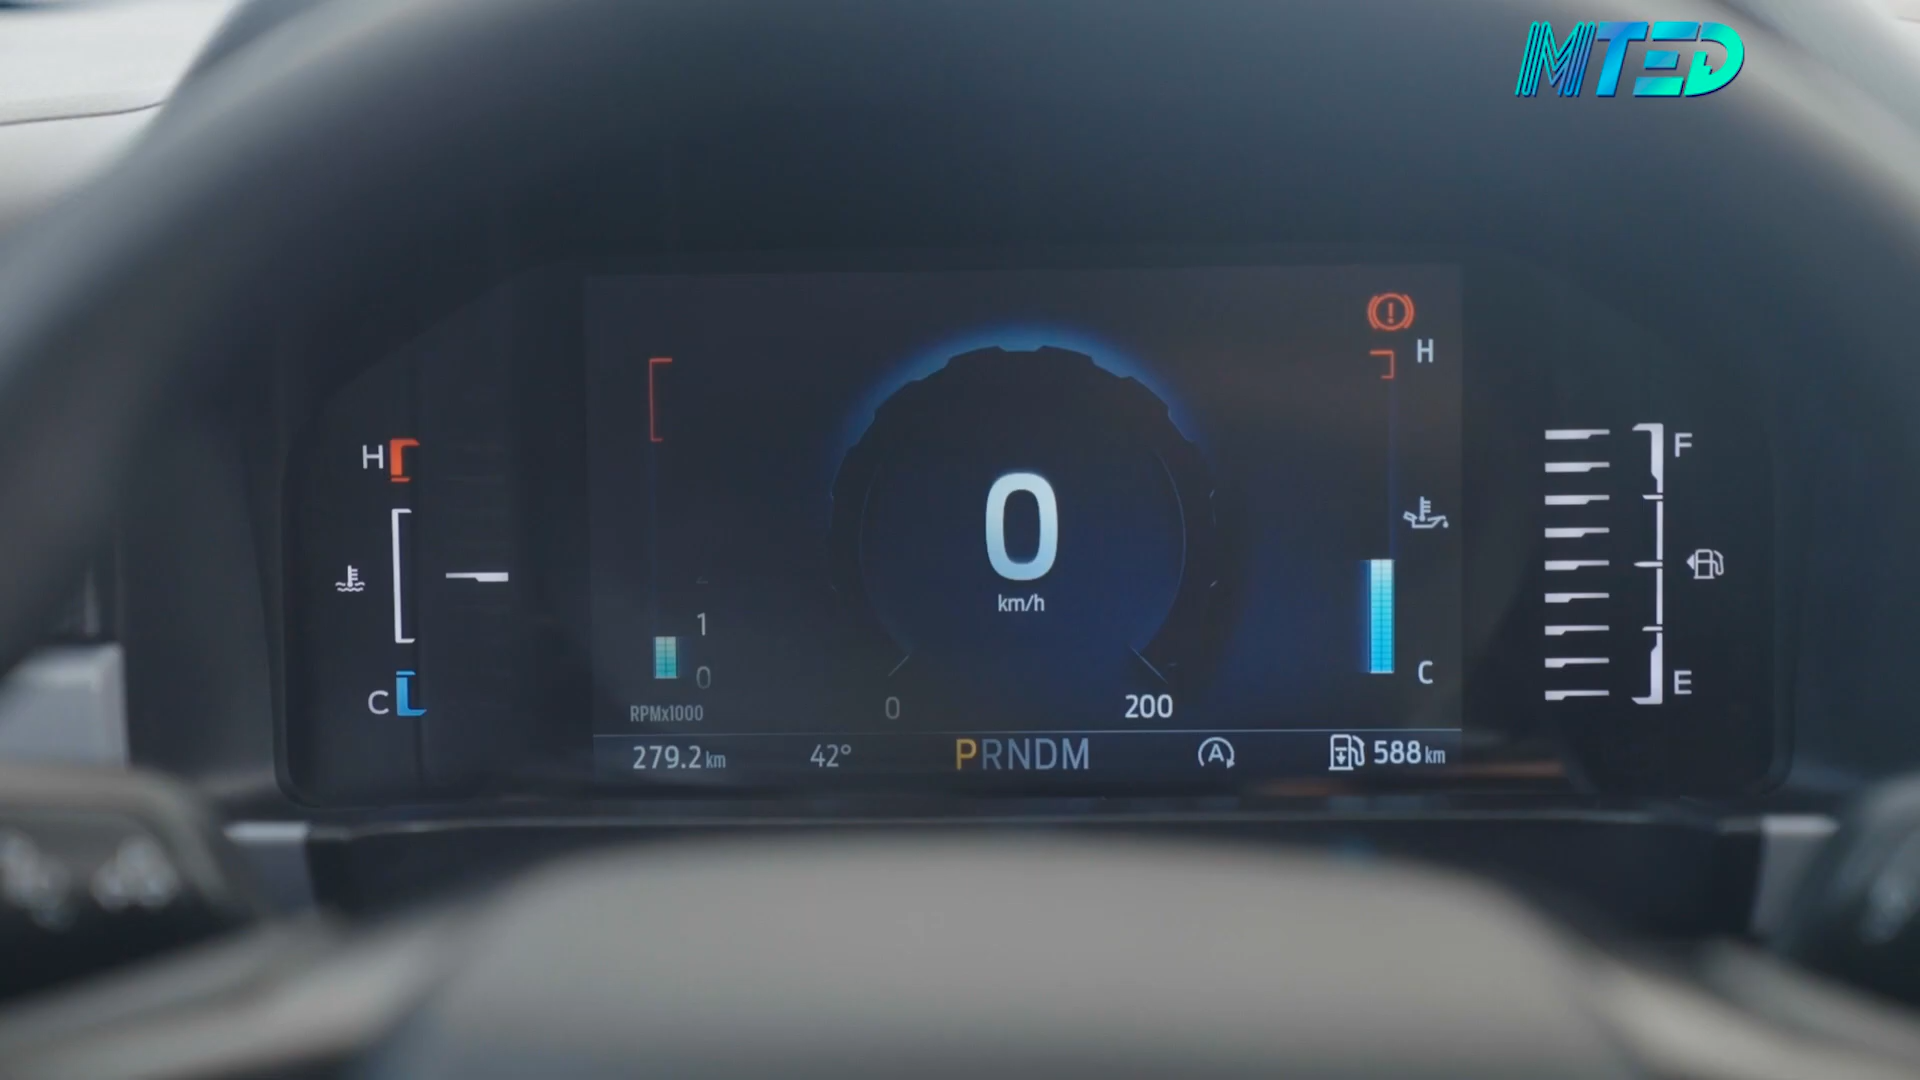 MTED
H
H
F
0
km/h
1
0
C
E
C
0
200
RPMx1000
279.2 km
42°
PRNDM
A
588 km